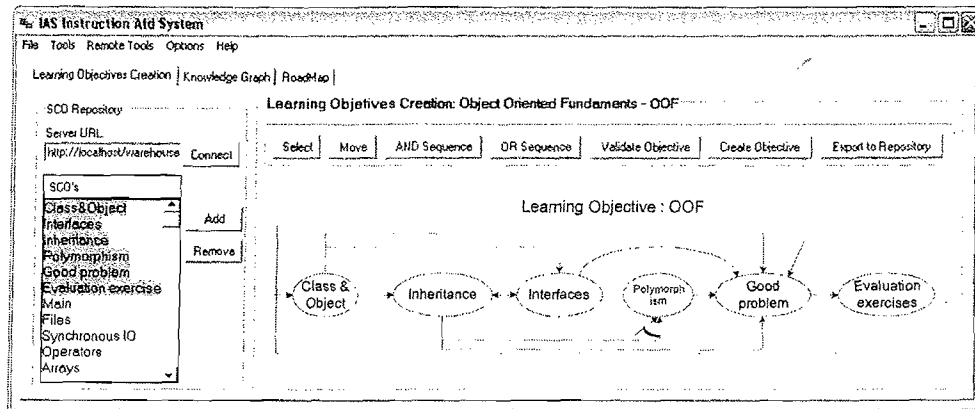 IAS Instruction Aid System
File Tools Remote Tools Options Help
Learning Objectives Creation Knowledge Graph RoadMap
SCO Repository
Server URL
http://localhost/warehouse
Connect
SCO's
Class&Object
Interfaces
Inheritance
Polymorphism
Good problem
Evaluation exercise
Main
Files
Synchronous IO
Operators
Arrays
Add
Remove
Learning Objetives Creation: Object Oriented Fundaments - OOF
Select Move AND Sequence OR Sequence Validate Objective Create Objective Export to Repository
Learning Objective : OOF
Class &
Object
Inheritance
Interfaces
Polymorph
ism
Good
problem
Evaluation
exercises